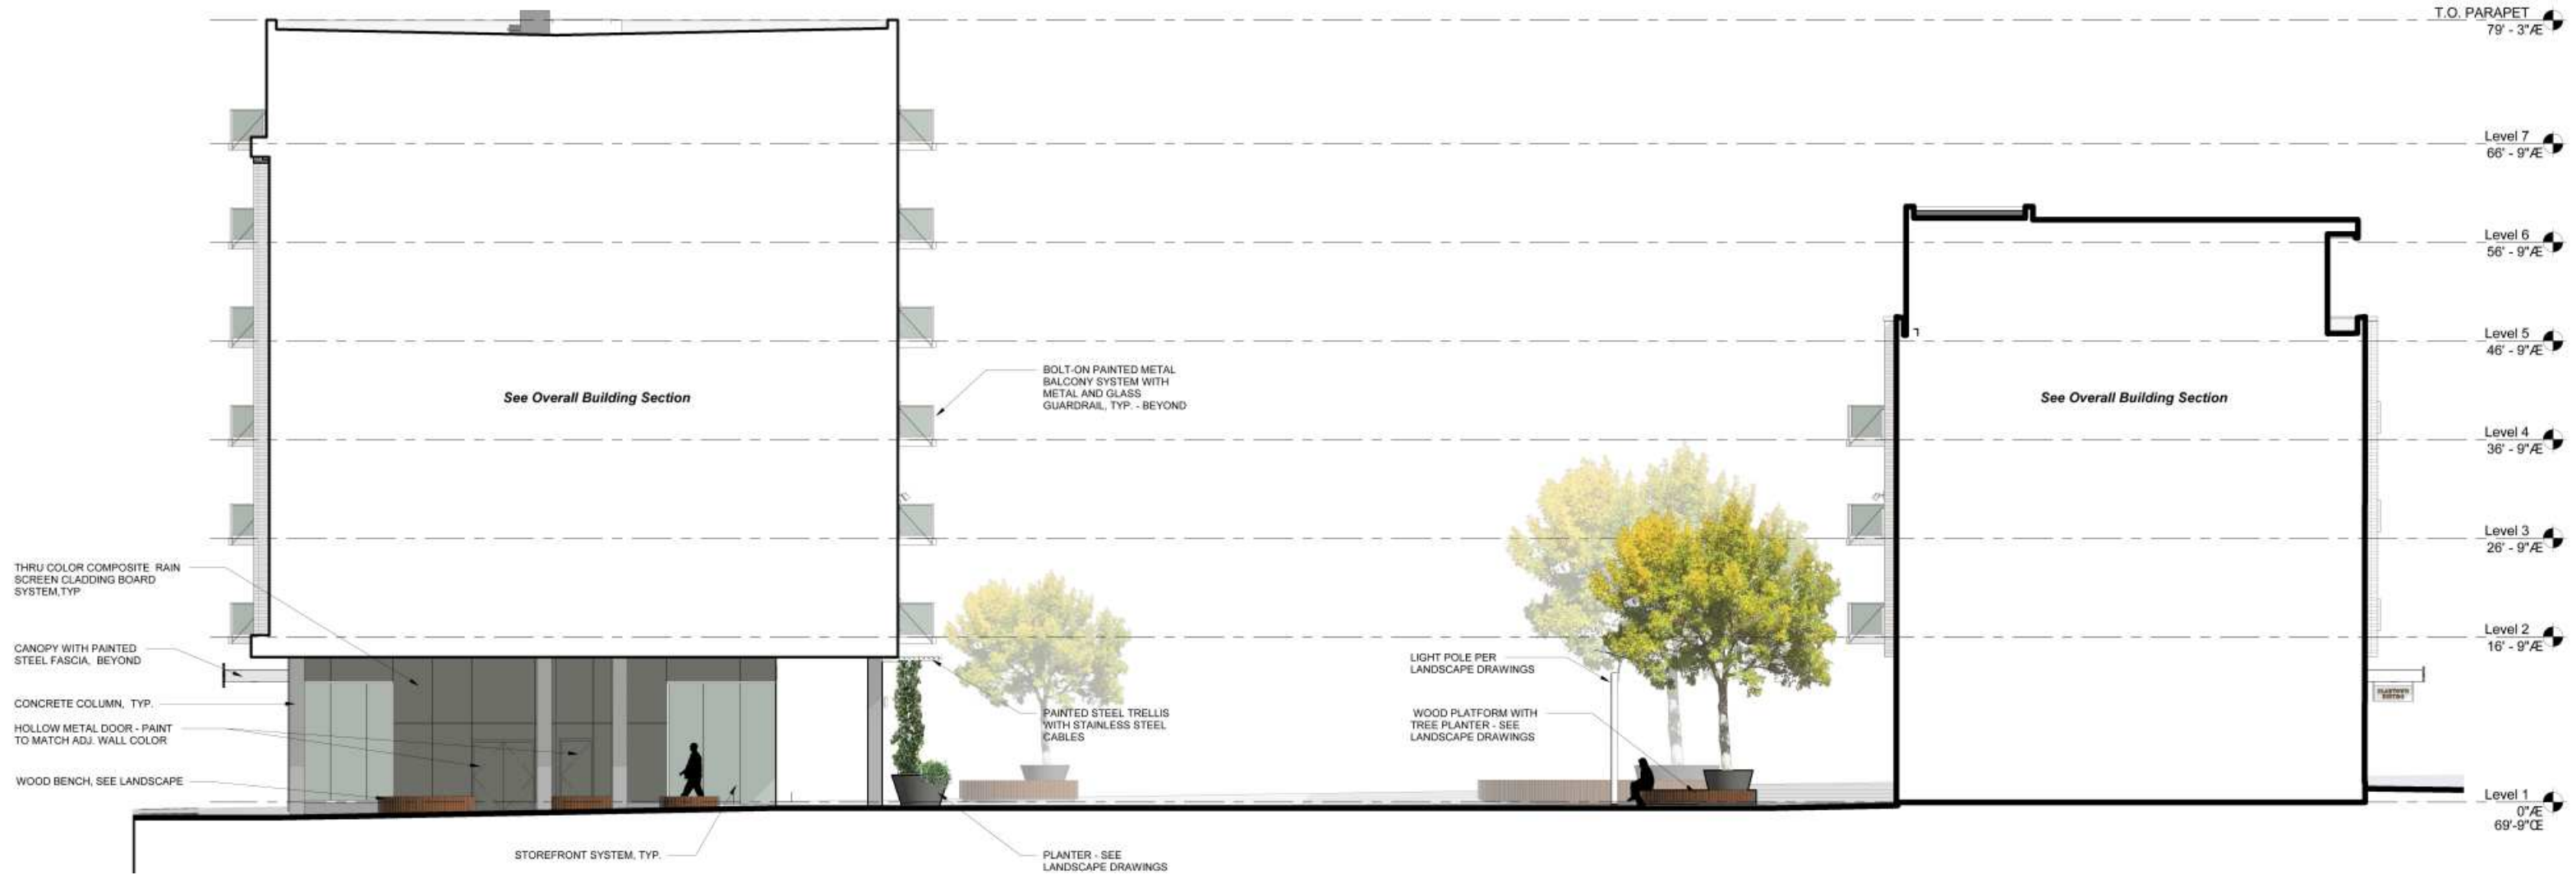 T.O. PARAPET
79' - 3"Æ
Level 7
66' - 9"Æ
Level 6
56' - 9"Æ
Level 5
46' - 9"Æ
Level 4
36' - 9"Æ
Level 3
26' - 9"Æ
Level 2
16' - 9"Æ
Level 1
0"Æ
69'-9"Œ
See Overall Building Section
See Overall Building Section
BOLT-ON PAINTED METAL
BALCONY SYSTEM WITH
METAL AND GLASS
GUARDRAIL, TYP. - BEYOND
THRU COLOR COMPOSITE RAIN
SCREEN CLADDING BOARD
SYSTEM,TYP
CANOPY WITH PAINTED
STEEL FASCIA, BEYOND
CONCRETE COLUMN, TYP.
HOLLOW METAL DOOR - PAINT
TO MATCH ADJ. WALL COLOR
WOOD BENCH, SEE LANDSCAPE
STOREFRONT SYSTEM, TYP.
PAINTED STEEL TRELLIS
WITH STAINLESS STEEL
CABLES
PLANTER - SEE
LANDSCAPE DRAWINGS
LIGHT POLE PER
LANDSCAPE DRAWINGS
WOOD PLATFORM WITH
TREE PLANTER - SEE
LANDSCAPE DRAWINGS